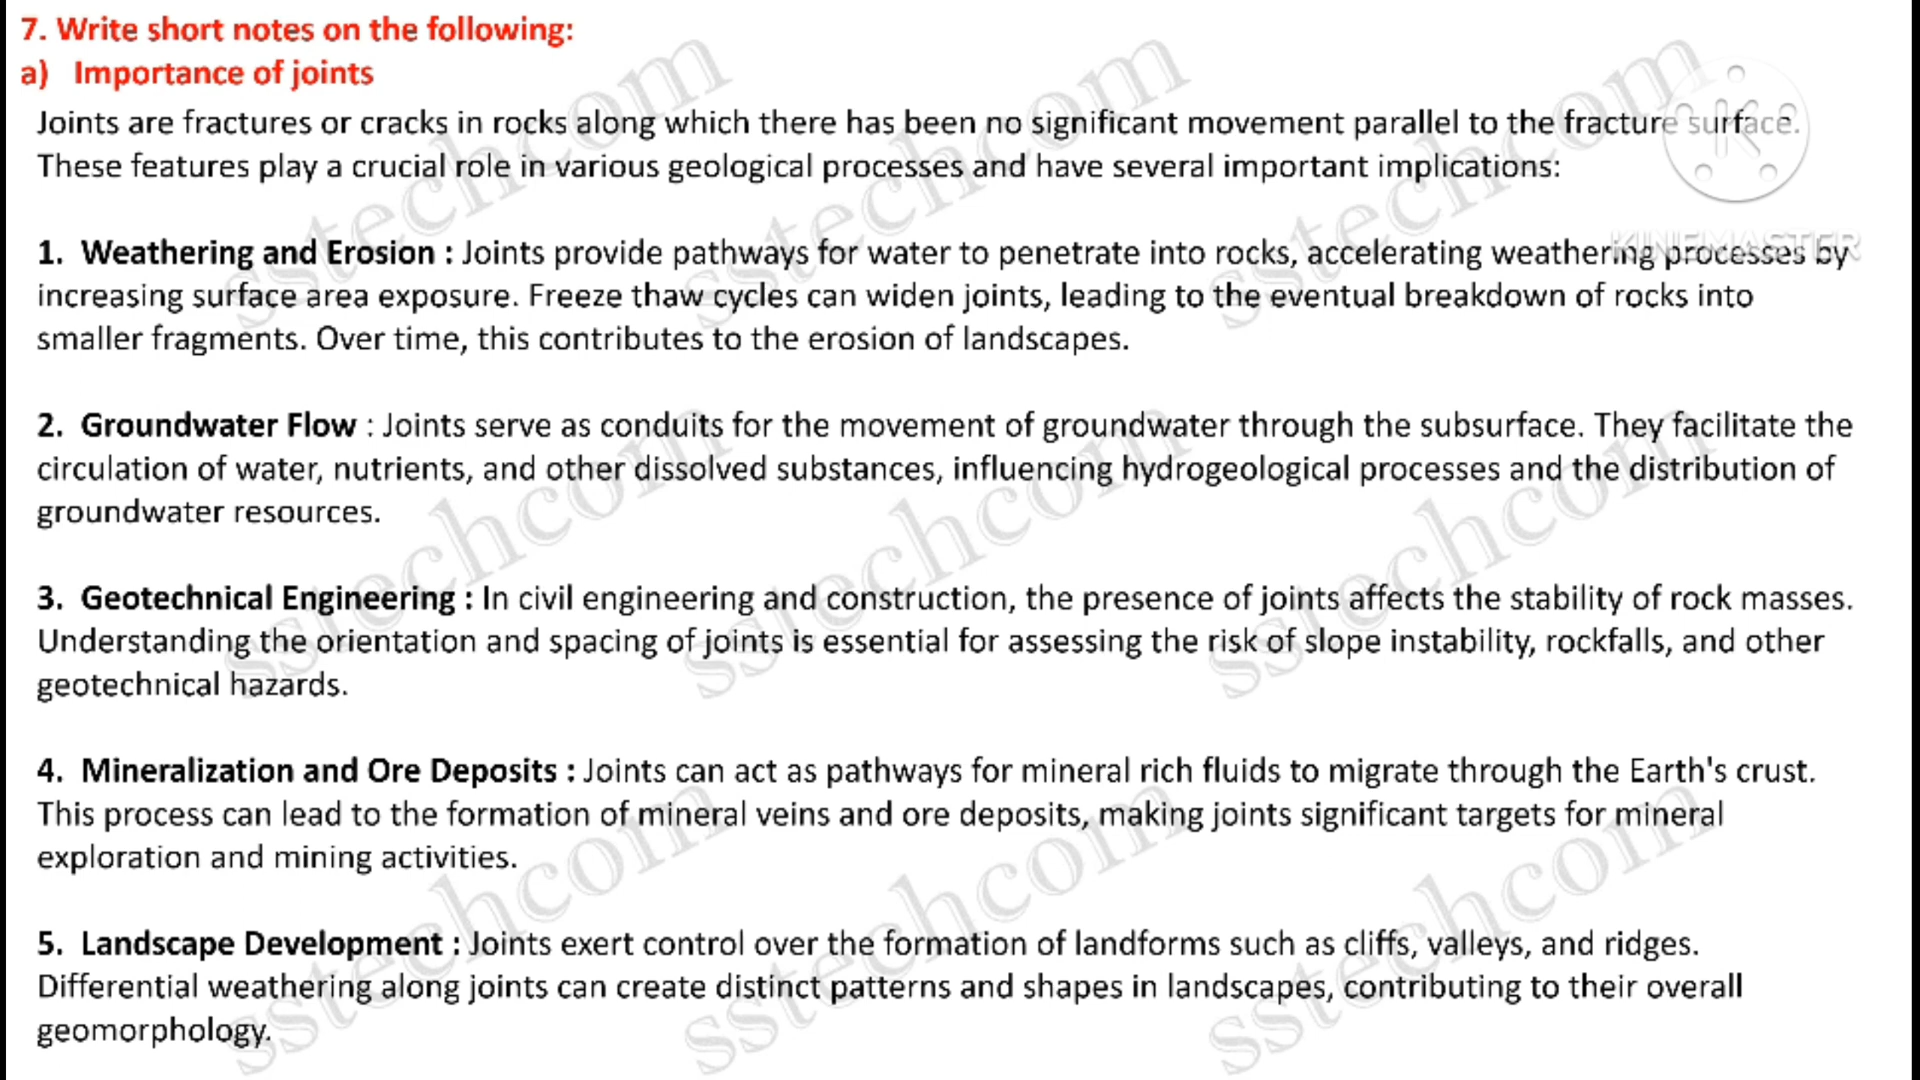 7. Write short notes on the following:
a) Importance of joints
Joints are fractures or cracks in rocks along which there has been no significant movement parallel to the fracture surface.
These features play a crucial role in various geological processes and have several important implications:
1. Weathering and Erosion : Joints provide pathways for water to penetrate into rocks, accelerating weathering processes by
KINEMASTER
increasing surface area exposure. Freeze thaw cycles can widen joints, leading to the eventual breakdown of rocks into
smaller fragments. Over time, this contributes to the erosion of landscapes.
2. Groundwater Flow : Joints serve as conduits for the movement of groundwater through the subsurface. They facilitate the
circulation of water, nutrients, and other dissolved substances, influencing hydrogeological processes and the distribution of
groundwater resources.
3. Geotechnical Engineering : In civil engineering and construction, the presence of joints affects the stability of rock masses.
Understanding the orientation and spacing of joints is essential for assessing the risk of slope instability, rockfalls, and other
geotechnical hazards.
4. Mineralization and Ore Deposits : Joints can act as pathways for mineral rich fluids to migrate through the Earth's crust.
This process can lead to the formation of mineral veins and ore deposits, making joints significant targets for mineral
exploration and mining activities.
5. Landscape Development : Joints exert control over the formation of landforms such as cliffs, valleys, and ridges.
Differential weathering along joints can create distinct patterns and shapes in landscapes, contributing to their overall
geomorphology.
sstechcom
sstechcom
sstechcom
sstechcom
sstechcom
sstechcom
sstechcom
sstechcom
sstechcom
K